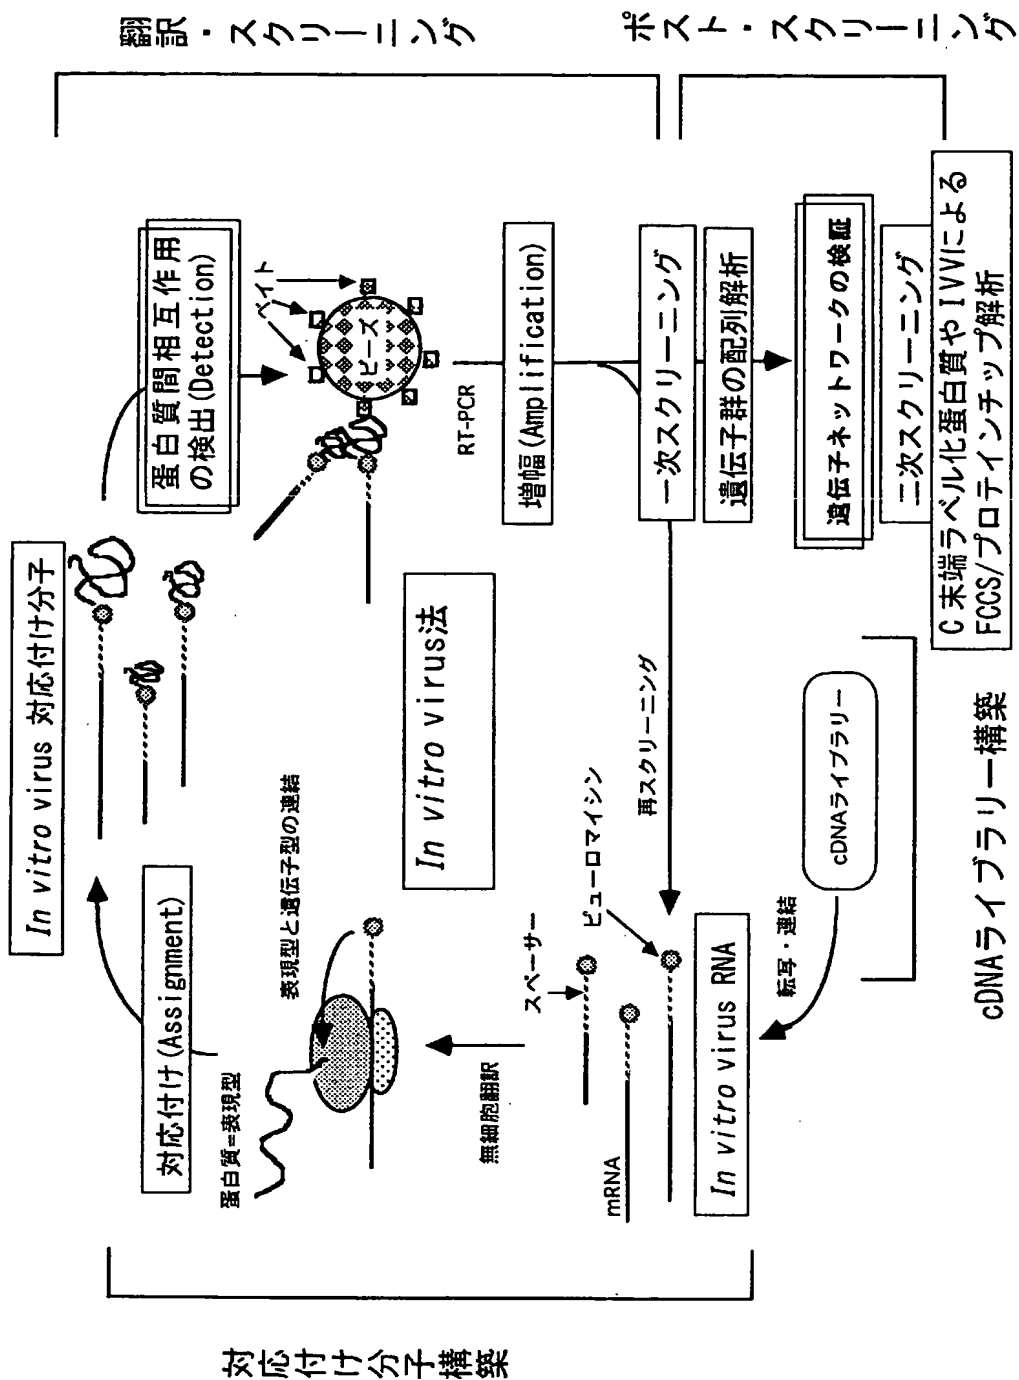 対応付け分子構築
翻訳・スクリーニング
ポスト・スクリーニング
In vitro virus 対応付け分子
対応付け(Assignment)
蛋白質間相互作用
の検出(Detection)
蛋白質=表現型
表現型と遺伝子型の連結
ベイト
ビーズ
In vitro virus法
RT-PCR
無細胞翻訳
増幅(Amplification)
スペーサー
ピューロマイシン
mRNA
再スクリーニング
一次スクリーニング
In vitro virus RNA
遺伝子群の配列解析
転写・連結
cDNAライブラリー
遺伝子ネットワークの検証
二次スクリーニング
C末端ラベル化蛋白質やIVVによる
FCCS/プロテインチップ解析
cDNAライブラリー構築